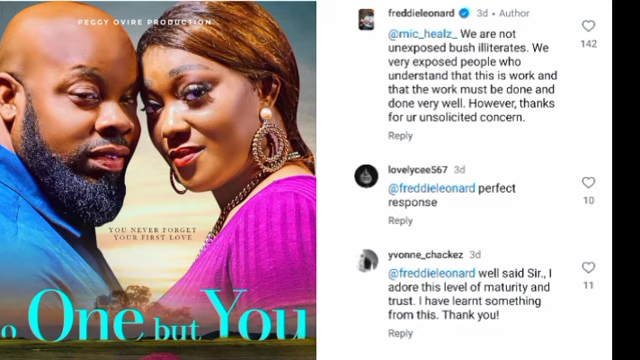 PEGGY OVIRE PRODUCTION
YOU NEVER FORGET
YOUR FIRST LOVE
o One but You
freddieleonard 3d • Author
@mic_healz_ We are not
unexposed bush illiterates. We
very exposed people who
understand that this is work and
that the work must be done and
done very well. However, thanks
for ur unsolicited concern.
142
Reply
lovelycee567 3d
@freddieleonard perfect
response
10
Reply
yvonne_chackez 3d
@freddieleonard well said Sir., I
adore this level of maturity and
trust. I have learnt something
from this. Thank you!
11
Reply